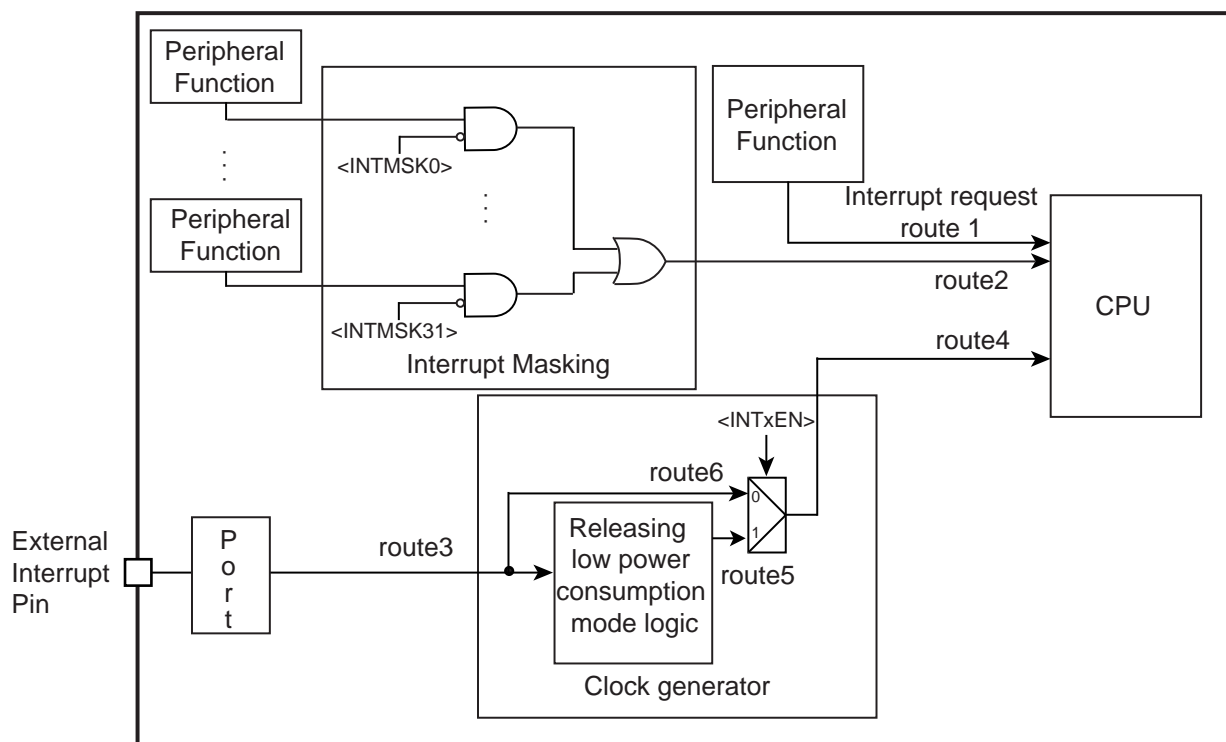 Peripheral
Function
Peripheral
Function
<INTMSK0>
<INTMSK31>
Interrupt Masking
Peripheral
Function
Interrupt request
route 1
route2
route4
CPU
<INTxEN>
route6
0
1
External
Interrupt
Pin
P
o
r
t
route3
Releasing
low power
consumption
mode logic
route5
Clock generator